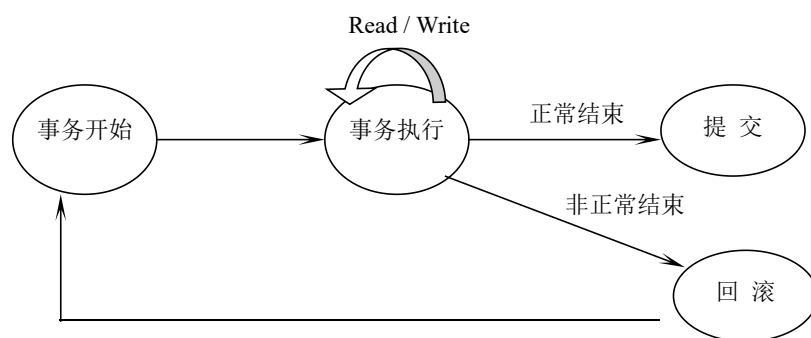 Read / Write
事务开始
事务执行
正常结束
提 交
非正常结束
回 滚